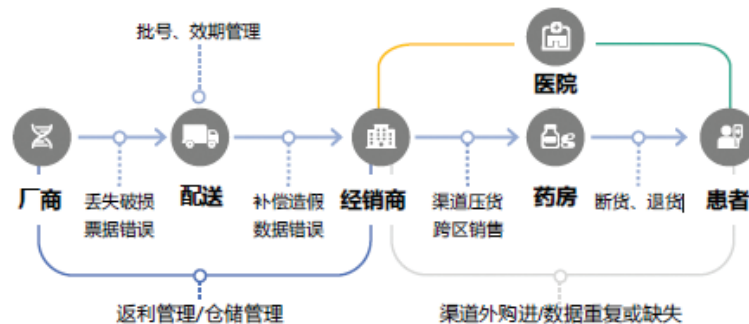 批号、效期管理
医院
厂商
配送
经销商
药房
患者
丢失破损
票据错误
补偿造假
数据错误
渠道压货
跨区销售
断货、退货
返利管理/仓储管理
渠道外购进/数据重复或缺失